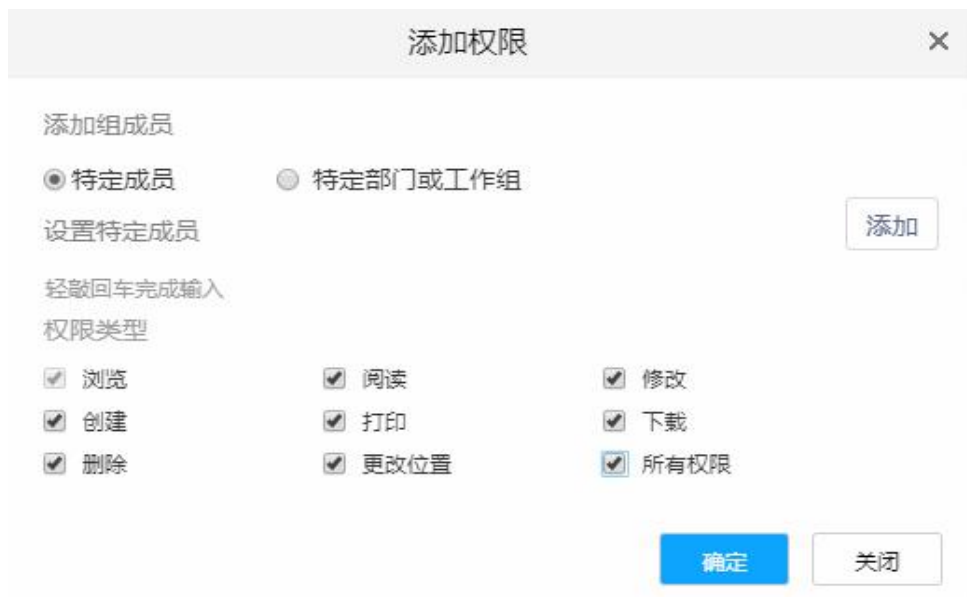 添加权限
添加组成员
特定成员 特定部门或工作组
设置特定成员 添加
轻敲回车完成输入
权限类型
浏览 阅读 修改
创建 打印 下载
删除 更改位置 所有权限
确定 关闭